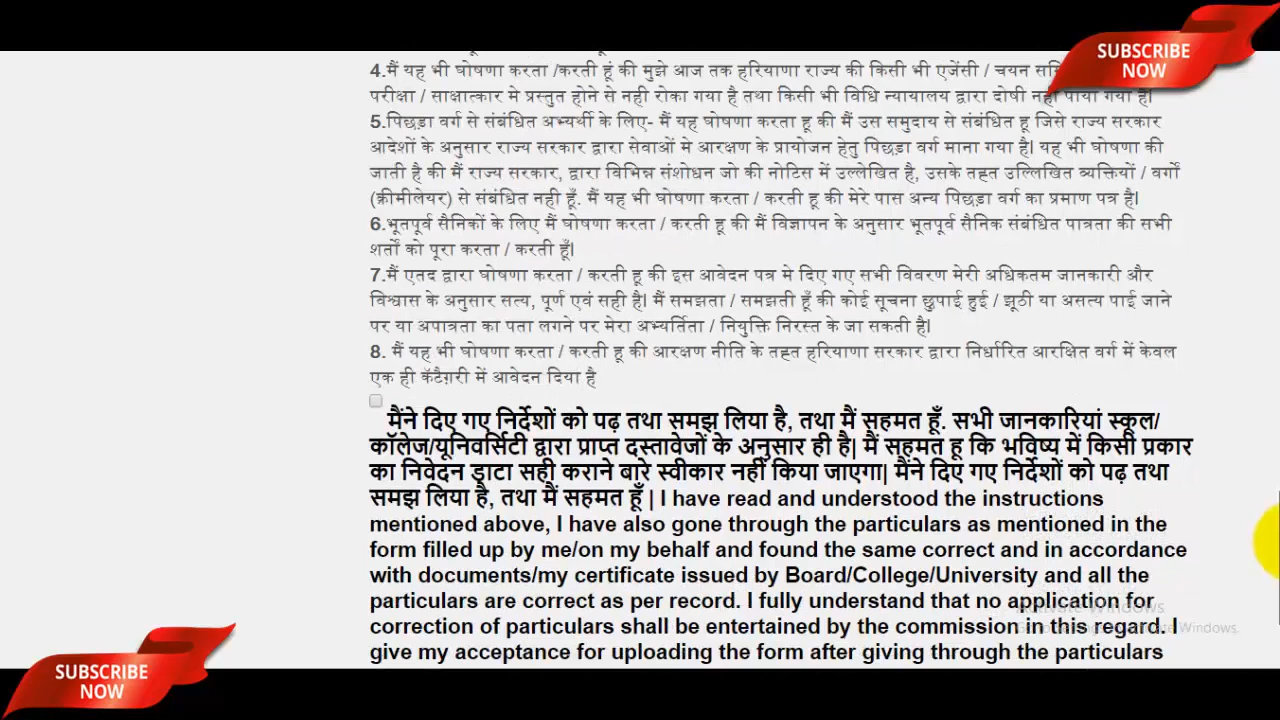 SUBSCRIBE
NOW
4.मैं यह भी घोषणा करता /करती हूं की मुझे आज तक हरियाणा राज्य की किसी भी एजेंसी / चयन
परीक्षा / साक्षात्कार मे प्रस्तुत होने से नही रोका गया है तथा किसी भी विधि न्यायालय द्वारा दोषी नही पाया गया है|
5.पिछड़ा वर्ग से संबंधित अभ्यर्थी के लिए- मैं यह घोषणा करता हू की मैं उस समुदाय से संबंधित हू जिसे राज्य सरकार
आदेशों के अनुसार राज्य सरकार द्वारा सेवाओं मे आरक्षण के प्रायोजन हेतु पिछड़ा वर्ग माना गया है| यह भी घोषणा की
जाती है की मैं राज्य सरकार, द्वारा विभिन्न संशोधन जो की नोटिस में उल्लेखित है, उसके तह्त उल्लिखित व्यक्तियों / वर्गों
(क्रीमीलेयर) से संबंधित नही हूँ. मैं यह भी घोषणा करता / करती हू की मेरे पास अन्य पिछड़ा वर्ग का प्रमाण पत्र है|
6.भूतपूर्व सैनिकों के लिए मैं घोषणा करता / करती हू की मैं विज्ञापन के अनुसार भूतपूर्व सैनिक संबंधित पात्रता की सभी
शर्तों को पूरा करता / करती हूँ|
7.मैं एतद द्वारा घोषणा करता / करती हू की इस आवेदन पत्र मे दिए गए सभी विवरण मेरी अधिकतम जानकारी और
विश्वास के अनुसार सत्य, पूर्ण एवं सही है| मैं समझता / समझती हूँ की कोई सूचना छुपाई हुई / झूठी या असत्य पाई जाने
पर या अपात्रता का पता लगने पर मेरा अभ्यर्तिता / नियुक्ति निरस्त के जा सकती है|
8. मैं यह भी घोषणा करता / करती हू की आरक्षण नीति के तह्त हरियाणा सरकार द्वारा निर्धारित आरक्षित वर्ग में केवल
एक ही कॅटैग़री में आवेदन दिया है
मैंने दिए गए निर्देशों को पढ़ तथा समझ लिया है, तथा मैं सहमत हूँ. सभी जानकारियां स्कूल/
कॉलेज/यूनिवर्सिटी द्वारा प्राप्त दस्तावेजों के अनुसार ही है| मैं सहमत हू कि भविष्य में किसी प्रकार
का निवेदन डाटा सही कराने बारे स्वीकार नहीं किया जाएगा| मैंने दिए गए निर्देशों को पढ़ तथा
समझ लिया है, तथा मैं सहमत हूँ | I have read and understood the instructions
mentioned above, I have also gone through the particulars as mentioned in the
form filled up by me/on my behalf and found the same correct and in accordance
with documents/my certificate issued by Board/College/University and all the
particulars are correct as per record. I fully understand that no application for
correction of particulars shall be entertained by the commission in this regard. I
give my acceptance for uploading the form after giving through the particulars
Activate Windows
Windows.
SUBSCRIBE
NOW